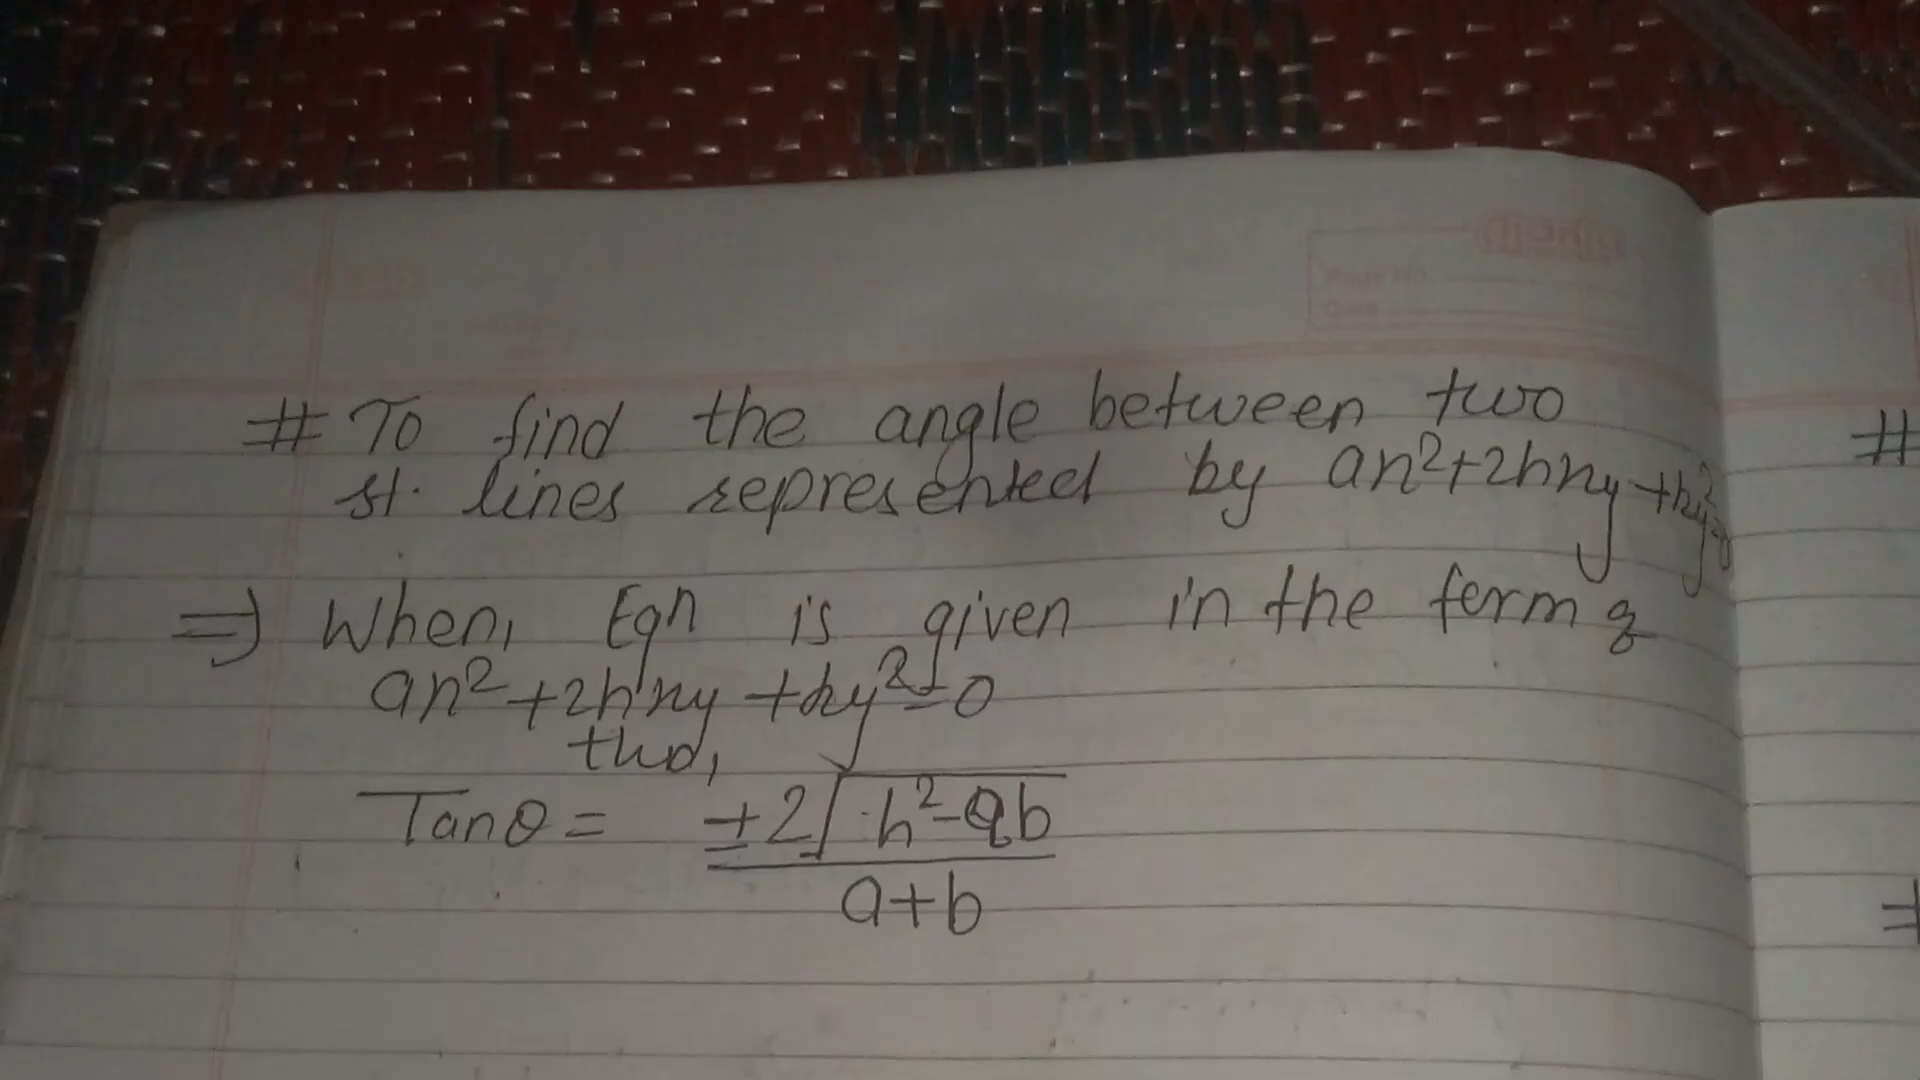 # To find the angle between two
st. lines represented by ax²+2hxy+by²=0
=> When, Eqn is given in the form of
ax²+2hxy+by²=0
Tanθ = ±2√h²-ab
a+b
#